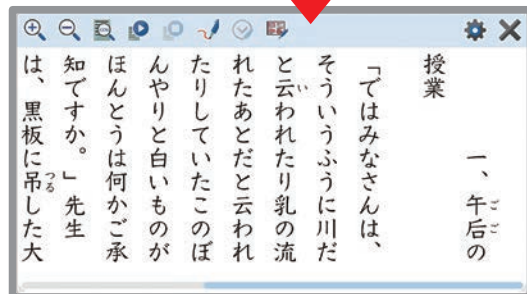 一、午后の
授業
「ではみなさんは、
そういうふうに川だ
と云われたり乳の流
れたあとだと云われ
たりしていたこのぼ
んやりと白いものが
ほんとうは何かご承
知ですか。」先生
は、黒板に吊した大